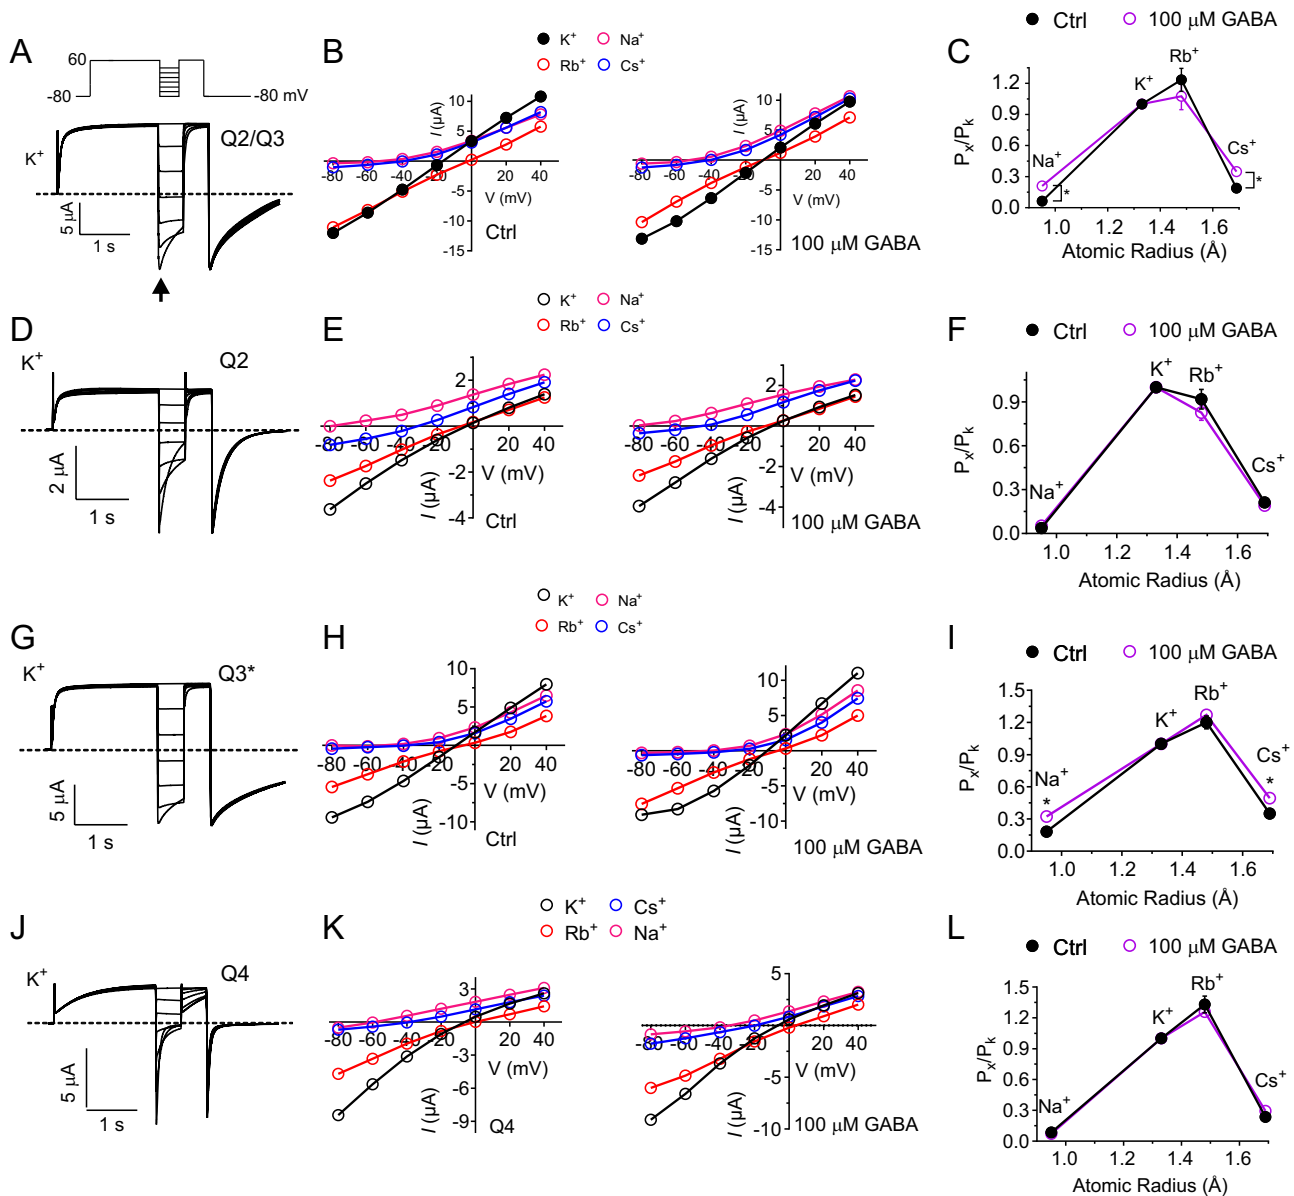 A
60
-80
-80 mV
K⁺
Q2/Q3
5 µA
1 s
B
K⁺
Na⁺
Rb⁺
Cs⁺
I (µA)
10
5
0
-80 -60 -40 -20 20 40
-5
V (mV)
-10
-15
Ctrl
I (µA)
10
5
0
-80 -60 -40 -20 20 40
-5
V (mV)
-10
-15
100 µM GABA
C
Ctrl
100 µM GABA
Pₓ/Pₖ
1.2
0.9
0.6
0.3
0.0
Na⁺
K⁺
Rb⁺
Cs⁺
*
*
1.0 1.2 1.4 1.6
Atomic Radius (Å)
D
K⁺
Q2
2 µA
1 s
E
K⁺
Na⁺
Rb⁺
Cs⁺
2
-80 -60 -40 -20 20 40
V (mV)
-2
-4
I (µA)
Ctrl
2
-80 -60 -40 -20 20 40
V (mV)
-2
-4
I (µA)
100 µM GABA
F
Ctrl
100 µM GABA
Pₓ/Pₖ
0.9
0.6
0.3
0.0
Na⁺
K⁺
Rb⁺
Cs⁺
1.0 1.2 1.4 1.6
Atomic Radius (Å)
G
K⁺
Q3*
5 µA
1 s
H
K⁺
Na⁺
Rb⁺
Cs⁺
10
5
0
-80 -60 -40 -20 20 40
V (mV)
-5
-10
I (µA)
Ctrl
10
5
0
-80 -60 -40 -20 20 40
V (mV)
-5
-10
I (µA)
100 µM GABA
I
Ctrl
100 µM GABA
Pₓ/Pₖ
1.5
1.2
0.9
0.6
0.3
0.0
Na⁺
*
K⁺
Rb⁺
Cs⁺
*
1.0 1.2 1.4 1.6
Atomic Radius (Å)
J
K⁺
Q4
5 µA
1 s
K
K⁺
Cs⁺
Rb⁺
Na⁺
3
-80 -60 -40 -20 20 40
V (mV)
-3
-6
-9
I (µA)
Q4
5
0
-80 -60 -40 -20 20 40
V (mV)
-5
-10
I (µA)
100 µM GABA
L
Ctrl
100 µM GABA
Pₓ/Pₖ
1.5
1.2
0.9
0.6
0.3
0.0
Na⁺
K⁺
Rb⁺
Cs⁺
1.0 1.2 1.4 1.6
Atomic Radius (Å)